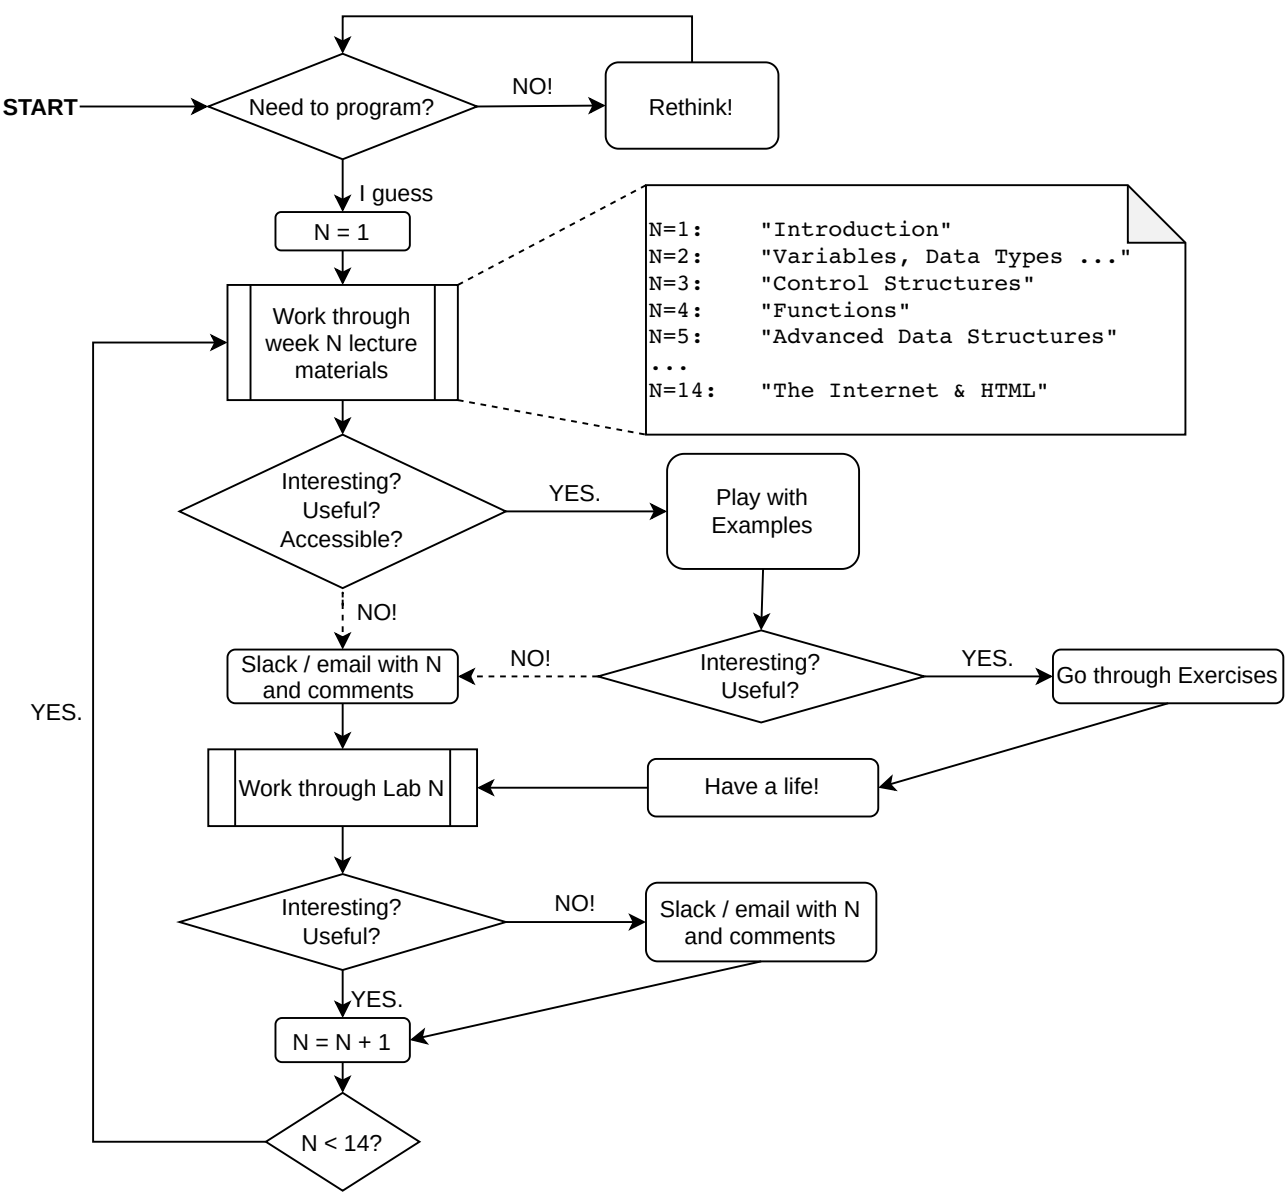 START
Need to program?
NO!
Rethink!
I guess
N = 1
Work through
week N lecture
materials
N=1:    "Introduction"
N=2:    "Variables, Data Types ..."
N=3:    "Control Structures"
N=4:    "Functions"
N=5:    "Advanced Data Structures"
...
N=14:   "The Internet & HTML"
Interesting?
Useful?
Accessible?
YES.
Play with
Examples
NO!
Slack / email with N
and comments
NO!
Interesting?
Useful?
YES.
Go through Exercises
YES.
Work through Lab N
Have a life!
Interesting?
Useful?
NO!
Slack / email with N
and comments
YES.
N = N + 1
N < 14?